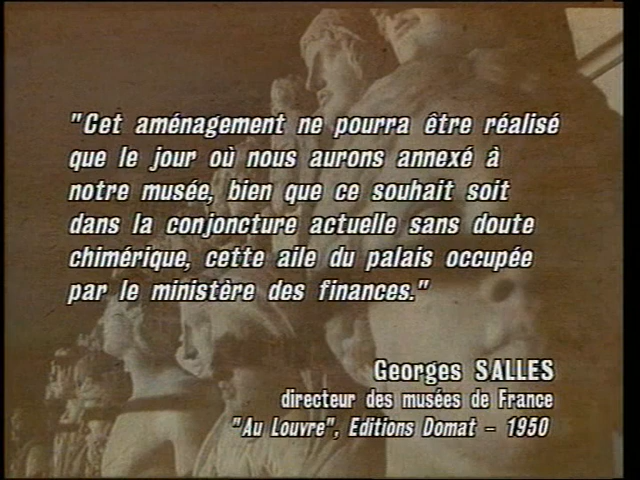 "Cet aménagement ne pourra être réalisé
que le jour où nous aurons annexé à
notre musée, bien que ce souhait soit
dans la conjoncture actuelle sans doute
chimérique, cette aile du palais occupée
par le ministère des finances."
Georges SALLES
directeur des musées de France
"Au Louvre", Editions Domat - 1950